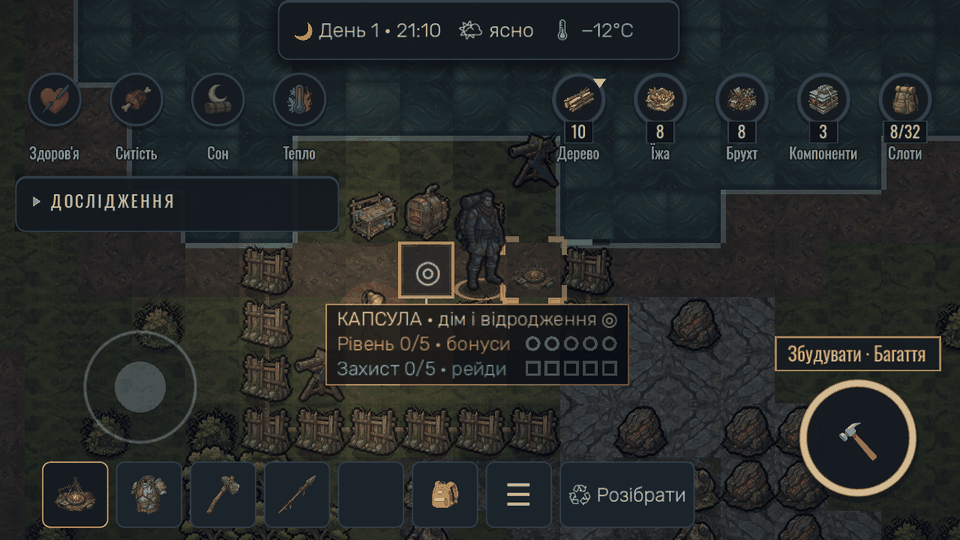 День 1 • 21:10 ясно −12°C
Здоров'я
Ситість
Сон
Тепло
10
8
8
3
8/32
Дерево
Їжа
Брухт
Компоненти
Слоти
ДОСЛІДЖЕННЯ
КАПСУЛА • дім і відродження
Рівень 0/5 • бонуси
Захист 0/5 • рейди
Збудувати · Багаття
Розібрати